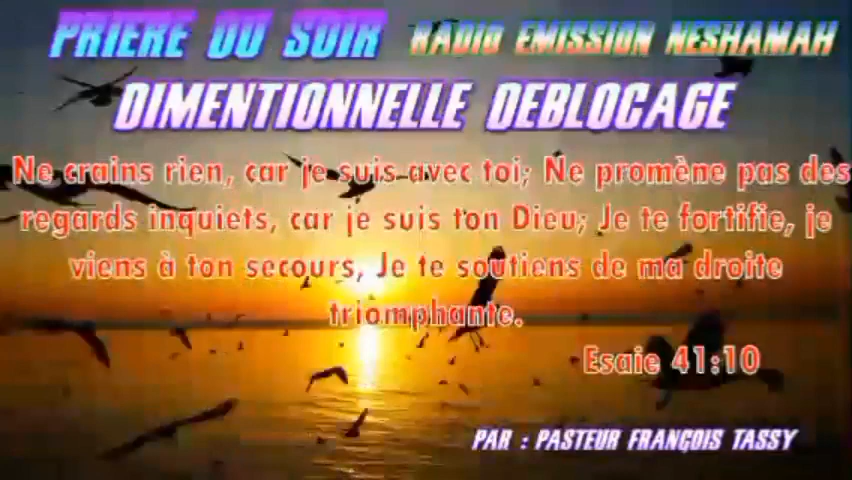 PRIERE DU SOIR RADIO EMISSION NESHAMAH
DIMENTIONNELLE DEBLOCAGE
Ne crains rien, car je suis avec toi; Ne promène pas des
regards inquiets, car je suis ton Dieu; Je te fortifie, je
viens à ton secours, Je te soutiens de ma droite
triomphante.
Esaie 41:10
PAR : PASTEUR FRANÇOIS TASSY